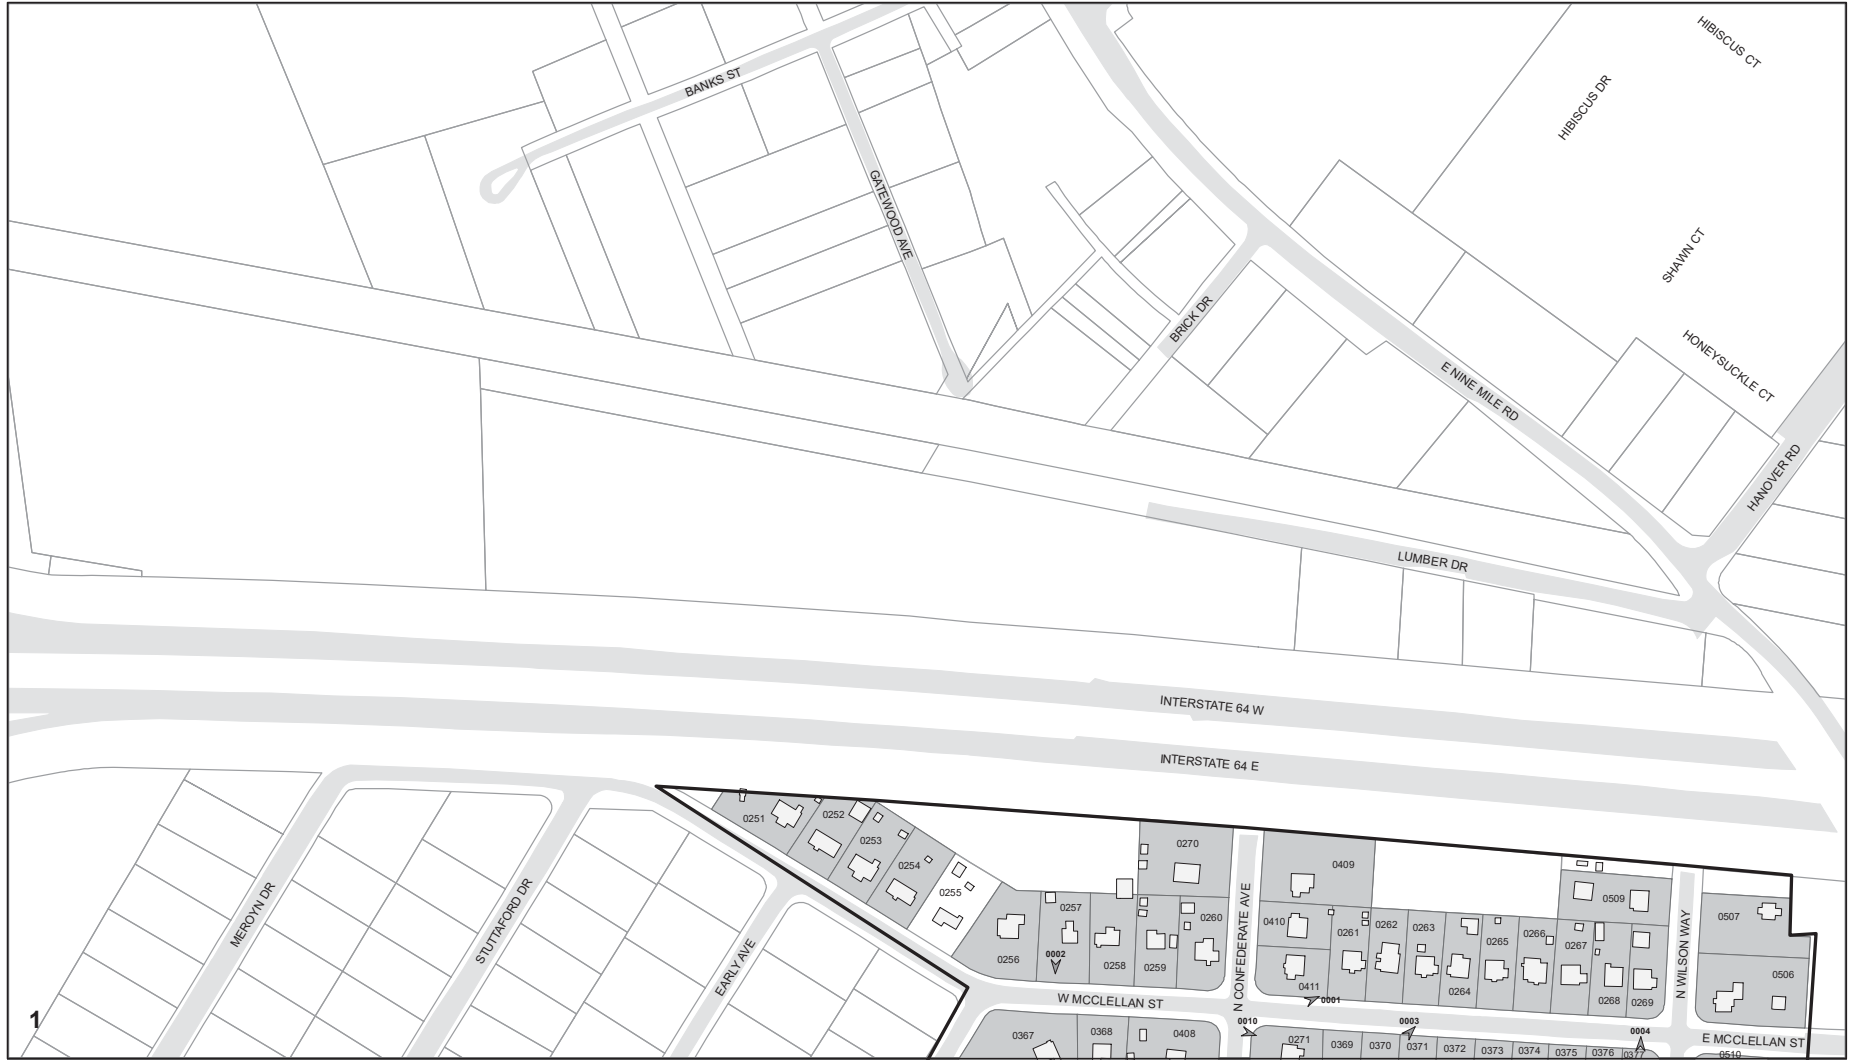 HIBISCUS CT
BANKS ST
HIBISCUS DR
GATEWOOD AVE
SHAWN CT
BRICK DR
HONEYSUCKLE CT
E NINE MILE RD
HANOVER RD
LUMBER DR
INTERSTATE 64 W
INTERSTATE 64 E
0251
0252
0253
0254
0255
0256
0257
0258
0259
0260
0270
0409
0410
0411
0261
0262
0263
0264
0265
0266
0267
0268
0269
0509
0507
0506
MEROYN DR
STUTTAFORD DR
EARLY AVE
N CONFEDERATE AVE
N WILSON WAY
0002
W MCCLELLAN ST
0001
0010
0003
0004
E MCCLELLAN ST
1
0367
0368
0408
0271
0369
0370
0371
0372
0373
0374
0375
0376
0377
0510